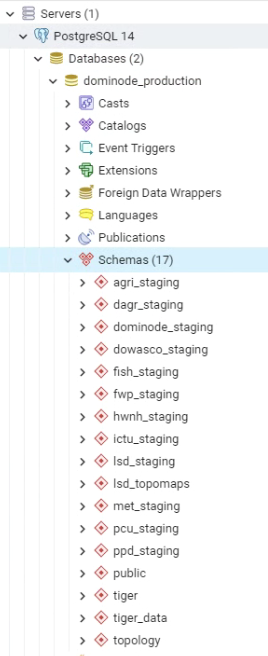 Servers (1)
PostgreSQL 14
Databases (2)
dominode_production
Casts
Catalogs
Event Triggers
Extensions
Foreign Data Wrappers
Languages
Publications
Schemas (17)
agri_staging
dagr_staging
dominode_staging
dowasco_staging
fish_staging
fwp_staging
hwnh_staging
ictu_staging
lsd_staging
lsd_topomaps
met_staging
pcu_staging
ppd_staging
public
tiger
tiger_data
topology